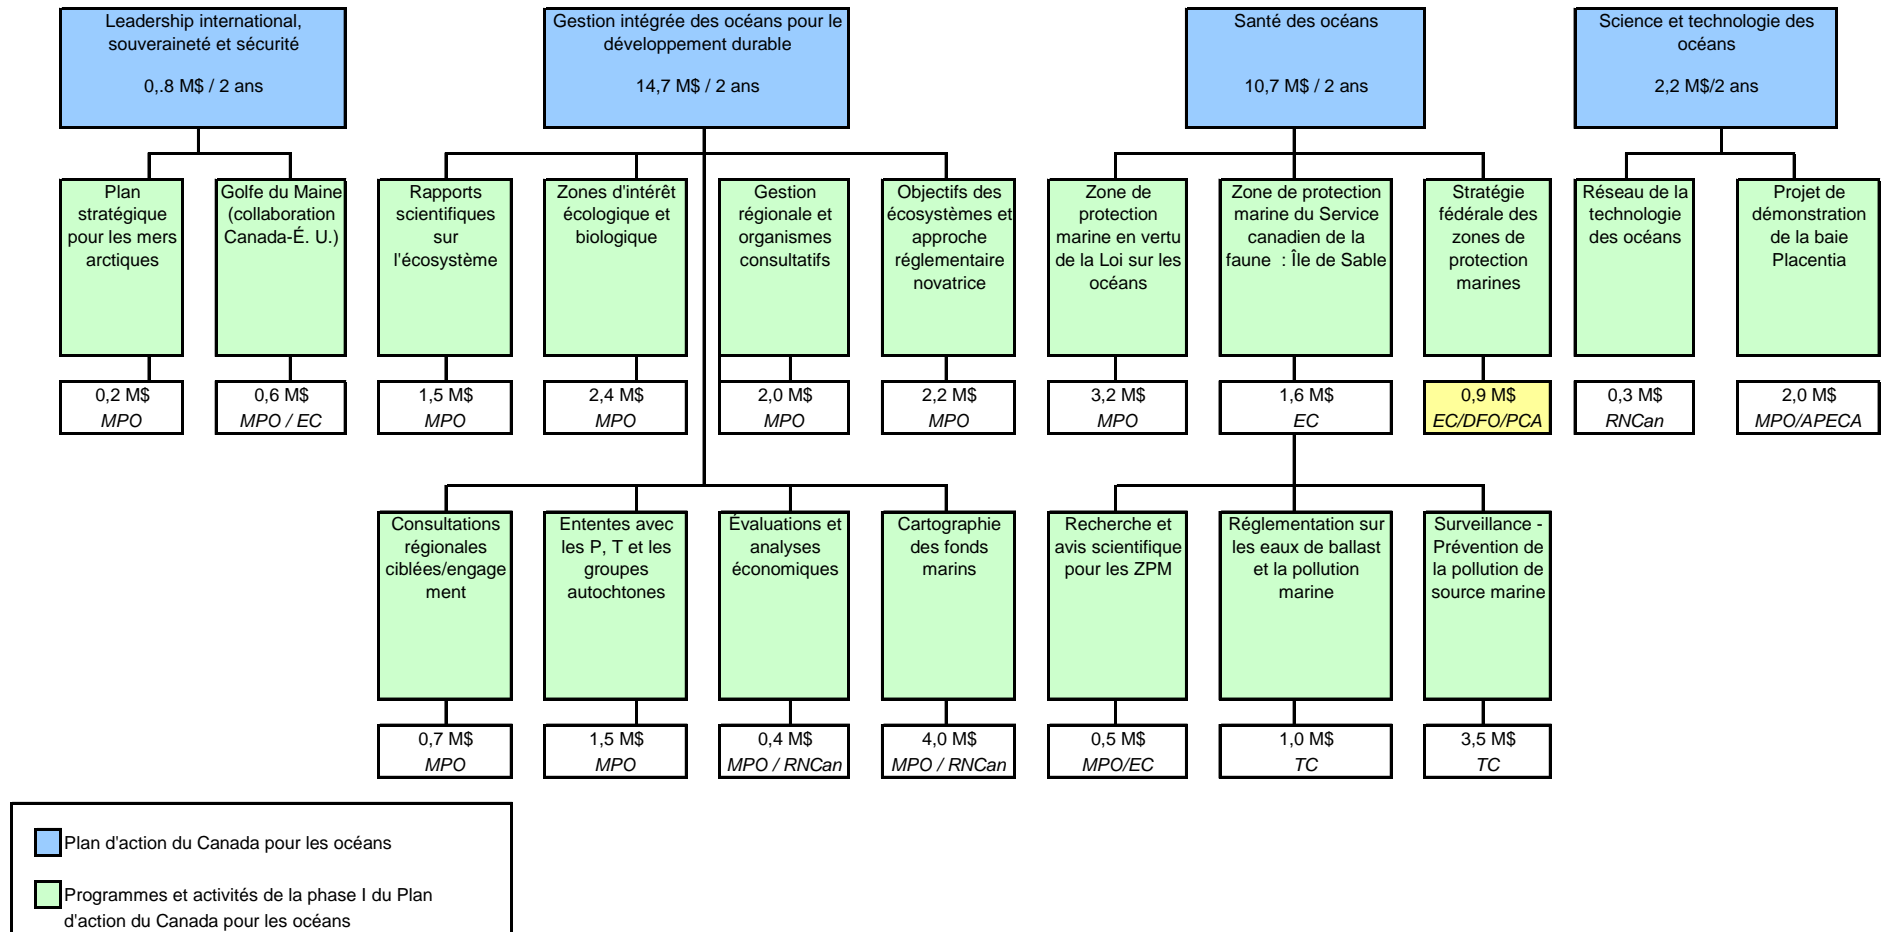 Leadership international,
souveraineté et sécurité
0,.8 M$ / 2 ans
Gestion intégrée des océans pour le
développement durable
14,7 M$ / 2 ans
Santé des océans
10,7 M$ / 2 ans
Science et technologie des
océans
2,2 M$/2 ans
Plan
stratégique
pour les mers
arctiques
Golfe du Maine
(collaboration
Canada-É. U.)
Rapports
scientifiques
sur
l'écosystème
Zones d'intérêt
écologique et
biologique
Gestion
régionale et
organismes
consultatifs
Objectifs des
écosystèmes et
approche
réglementaire
novatrice
Zone de
protection
marine en vertu
de la Loi sur les
océans
Zone de protection
marine du Service
canadien de la
faune  : Île de Sable
Stratégie
fédérale des
zones de
protection
marines
Réseau de la
technologie
des océans
Projet de
démonstration
de la baie
Placentia
0,2 M$
MPO
0,6 M$
MPO / EC
1,5 M$
MPO
2,4 M$
MPO
2,0 M$
MPO
2,2 M$
MPO
3,2 M$
MPO
1,6 M$
EC
0,9 M$
EC/DFO/PCA
0,3 M$
RNCan
2,0 M$
MPO/APECA
Consultations
régionales
ciblées/engage
ment
Ententes avec
les P, T et les
groupes
autochtones
Évaluations et
analyses
économiques
Cartographie
des fonds
marins
Recherche et
avis scientifique
pour les ZPM
Réglementation sur
les eaux de ballast
et la pollution
marine
Surveillance -
Prévention de
la pollution de
source marine
0,7 M$
MPO
1,5 M$
MPO
0,4 M$
MPO / RNCan
4,0 M$
MPO / RNCan
0,5 M$
MPO/EC
1,0 M$
TC
3,5 M$
TC
Plan d'action du Canada pour les océans
Programmes et activités de la phase I du Plan
d'action du Canada pour les océans